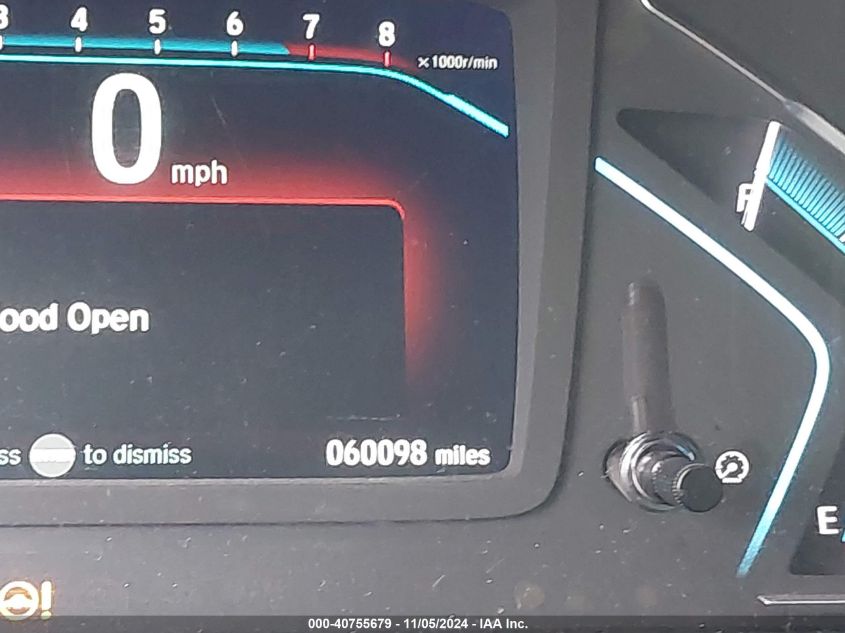 3 4 5 6 7 8
×1000r/min
0 mph
F
ood Open
ss to dismiss
060098 miles
E
!
000-40755679 - 11/05/2024 - IAA Inc.